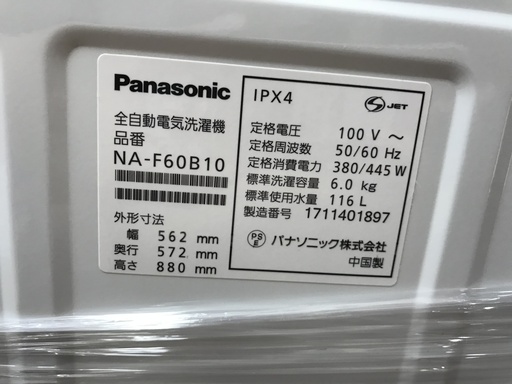 Panasonic
全自動電気洗濯機
品番
NA-F60B10
外形寸法
幅 562 mm
奥行 572 mm
高さ 880 mm
IPX4
S JET
定格電圧 100 V ～
定格周波数 50/60 Hz
定格消費電力 380/445 W
標準洗濯容量 6.0 kg
標準使用水量 116 L
製造番号 1711401897
PS E パナソニック株式会社
中国製